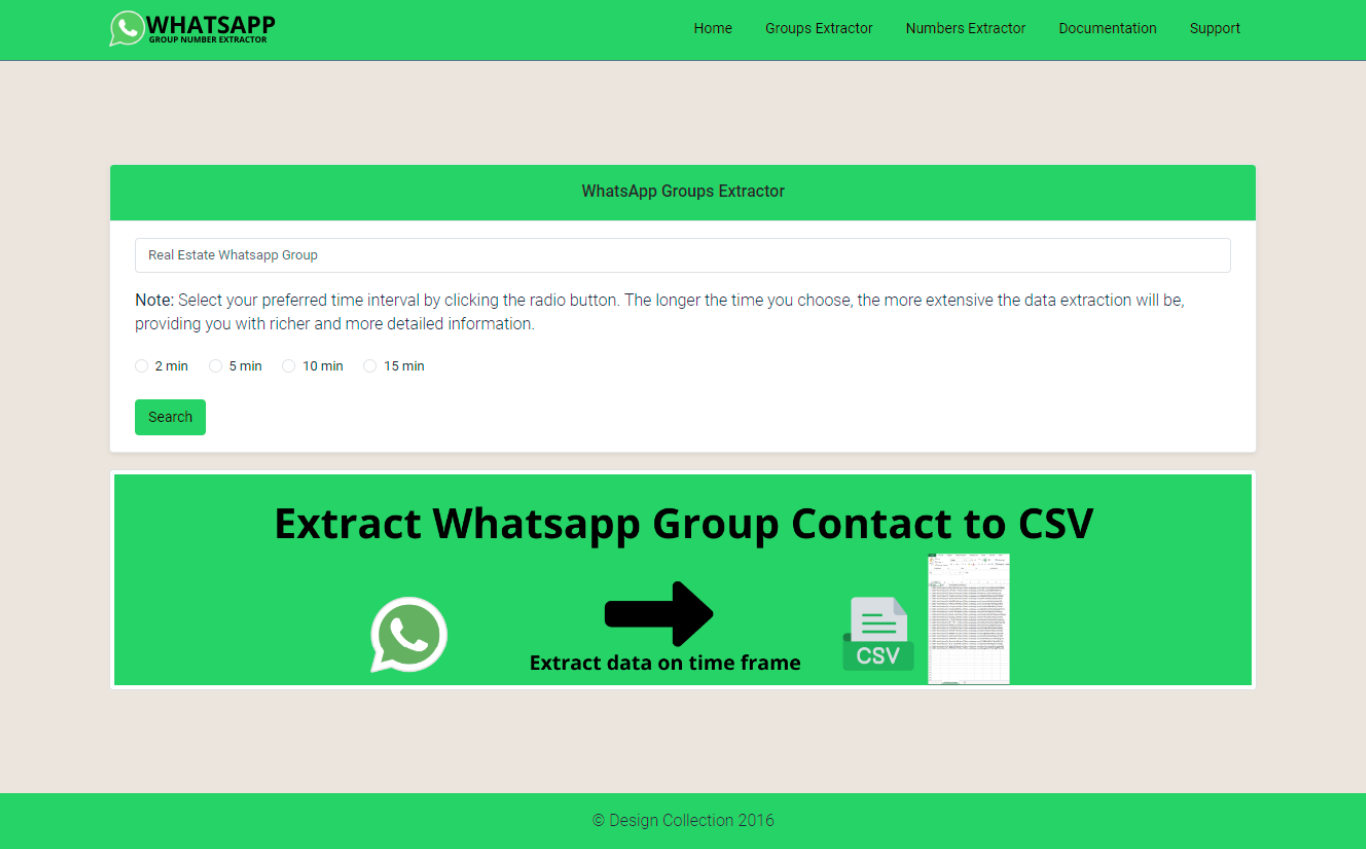 WHATSAPP
GROUP NUMBER EXTRACTOR
Home Groups Extractor Numbers Extractor Documentation Support
WhatsApp Groups Extractor
Real Estate Whatsapp Group
Note: Select your preferred time interval by clicking the radio button. The longer the time you choose, the more extensive the data extraction will be,
providing you with richer and more detailed information.
2 min 5 min 10 min 15 min
Search
Extract Whatsapp Group Contact to CSV
Extract data on time frame
CSV
© Design Collection 2016